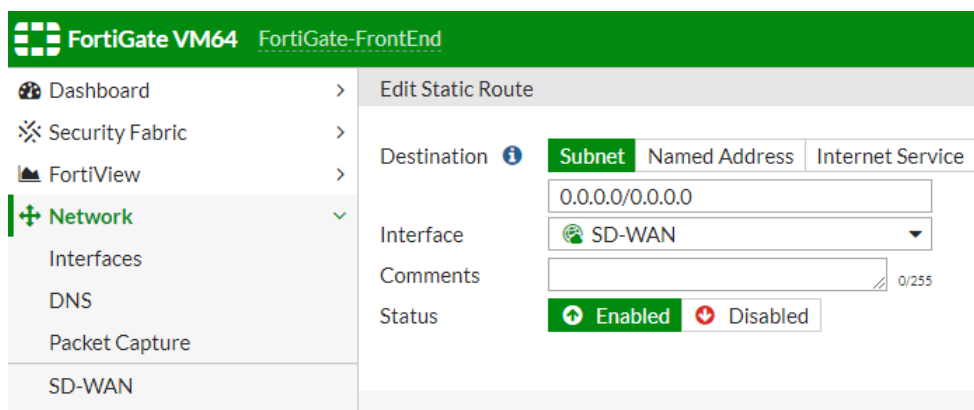 FortiGate VM64 FortiGate-FrontEnd
Dashboard
Security Fabric
FortiView
Network
Interfaces
DNS
Packet Capture
SD-WAN
Edit Static Route
Destination Subnet Named Address Internet Service
0.0.0.0/0.0.0.0
Interface SD-WAN
Comments 0/255
Status Enabled Disabled